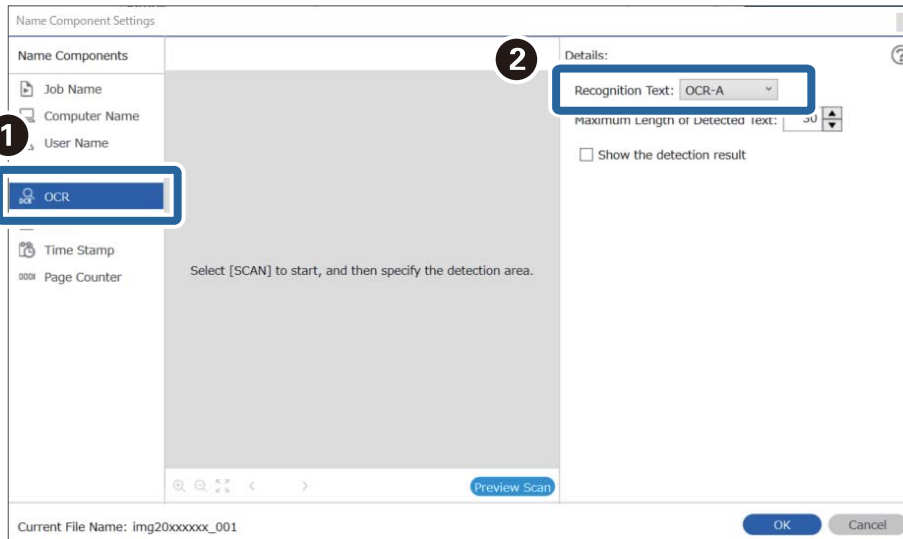 Name Component Settings
Name Components
Job Name
Computer Name
User Name
OCR
Time Stamp
Page Counter
1
Select [SCAN] to start, and then specify the detection area.
Preview Scan
2
Details:
?
Recognition Text: OCR-A
Maximum Length of Detected Text: 30
Show the detection result
Current File Name: img20xxxxxx_001
OK
Cancel